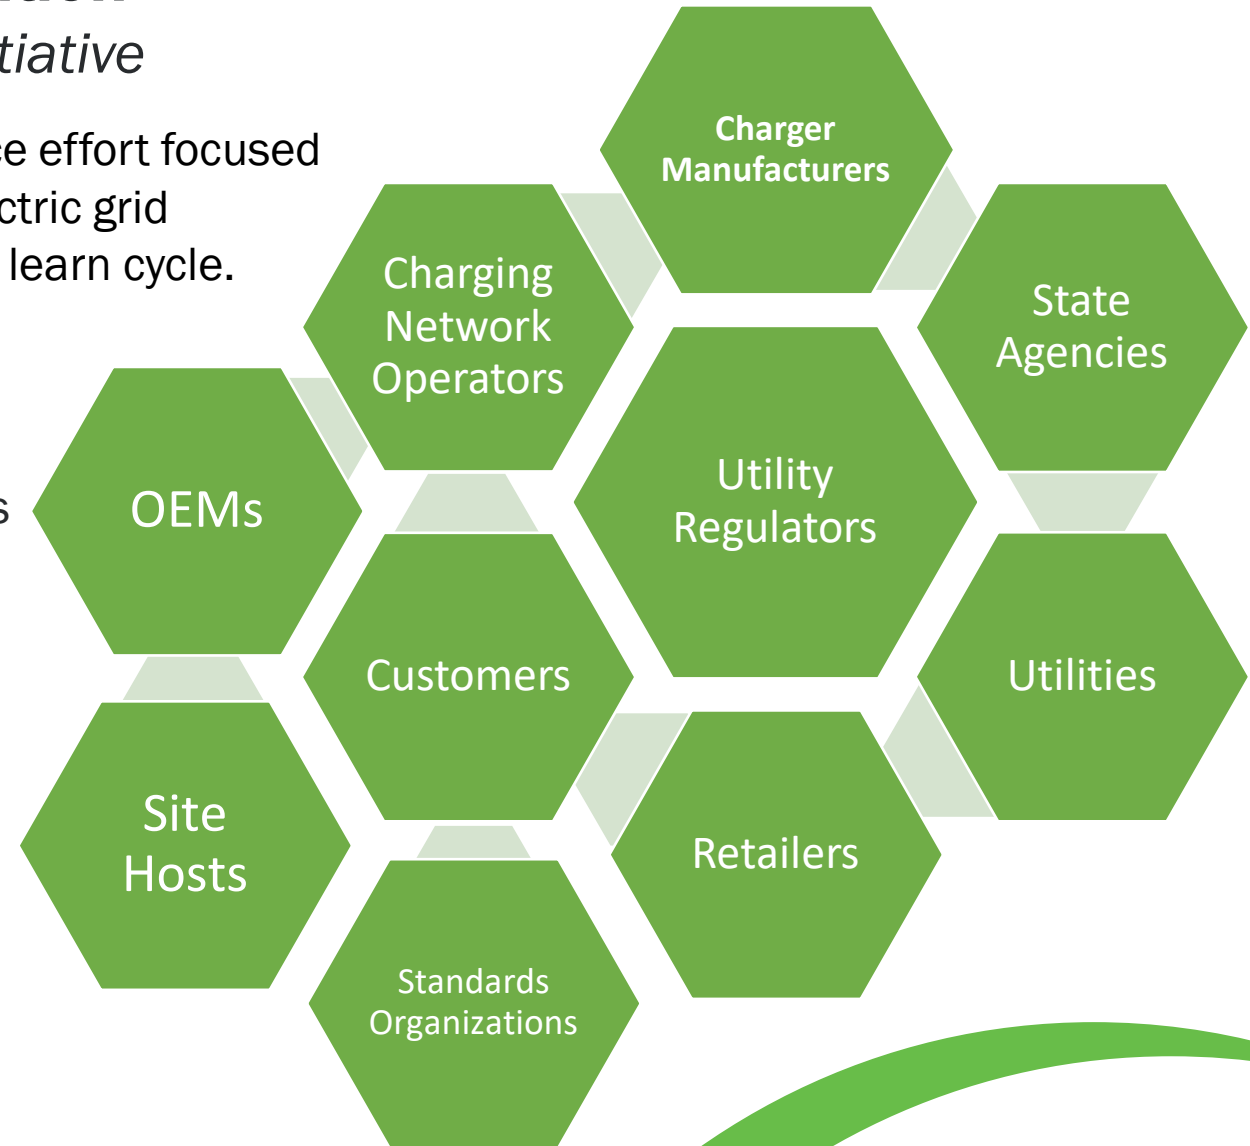 tiative
ce effort focused
ctric grid
learn cycle.
s
Charger
Manufacturers
Charging
Network
Operators
State
Agencies
OEMs
Utility
Regulators
Customers
Utilities
Site
Hosts
Retailers
Standards
Organizations